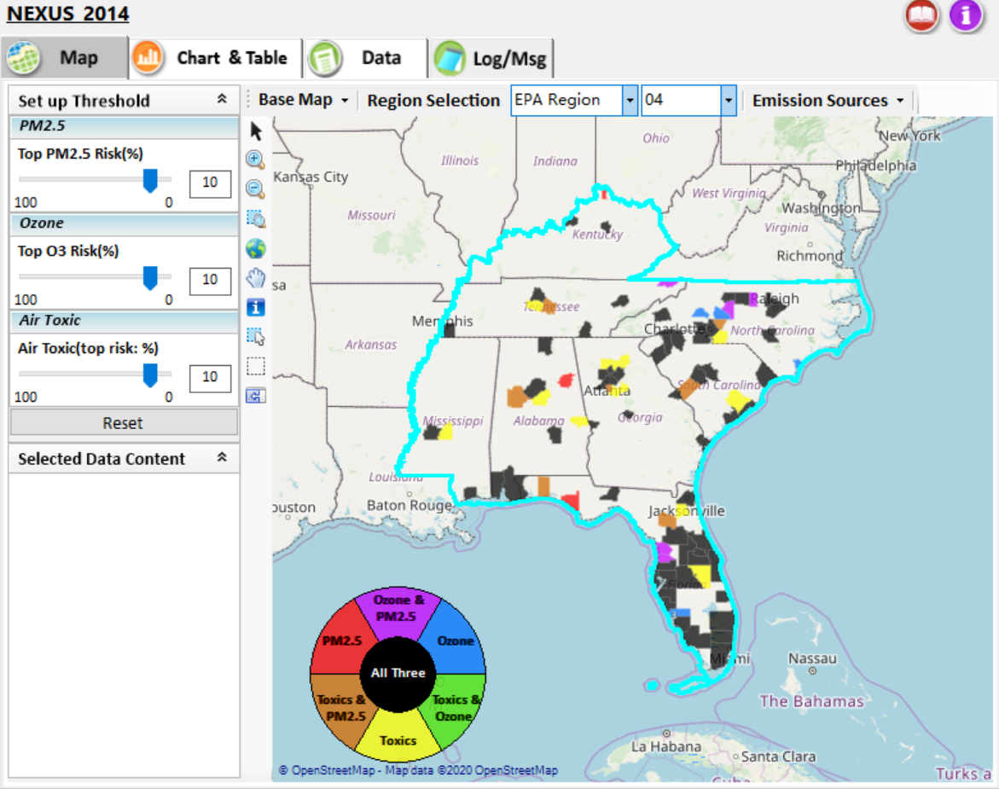 NEXUS 2014
Map
Chart & Table
Data
Log/Msg
Set up Threshold
PM2.5
Top PM2.5 Risk(%)
10
100
0
Ozone
Top O3 Risk(%)
10
100
0
Air Toxic
Air Toxic(top risk: %)
10
100
0
Reset
Selected Data Content
Base Map
Region Selection
EPA Region
04
Emission Sources
New York
Ohio
Illinois
Indiana
Philadelphia
Kansas City
West Virginia
Washington
Missouri
Virginia
Kentucky
Richmond
sa
Raleigh
Tennessee
Memphis
Charlotte
North Carolina
Arkansas
South Carolina
Atlanta
Mississippi
Alabama
Georgia
Louisiana
Baton Rouge
ouston
Jacksonville
Florida
Miami
Nassau
The Bahamas
La Habana
Santa Clara
Cuba
Turks a
Ozone &
PM2.5
PM2.5
Ozone
All Three
Toxics &
PM2.5
Toxics &
Ozone
Toxics
© OpenStreetMap - Map data ©2020 OpenStreetMap